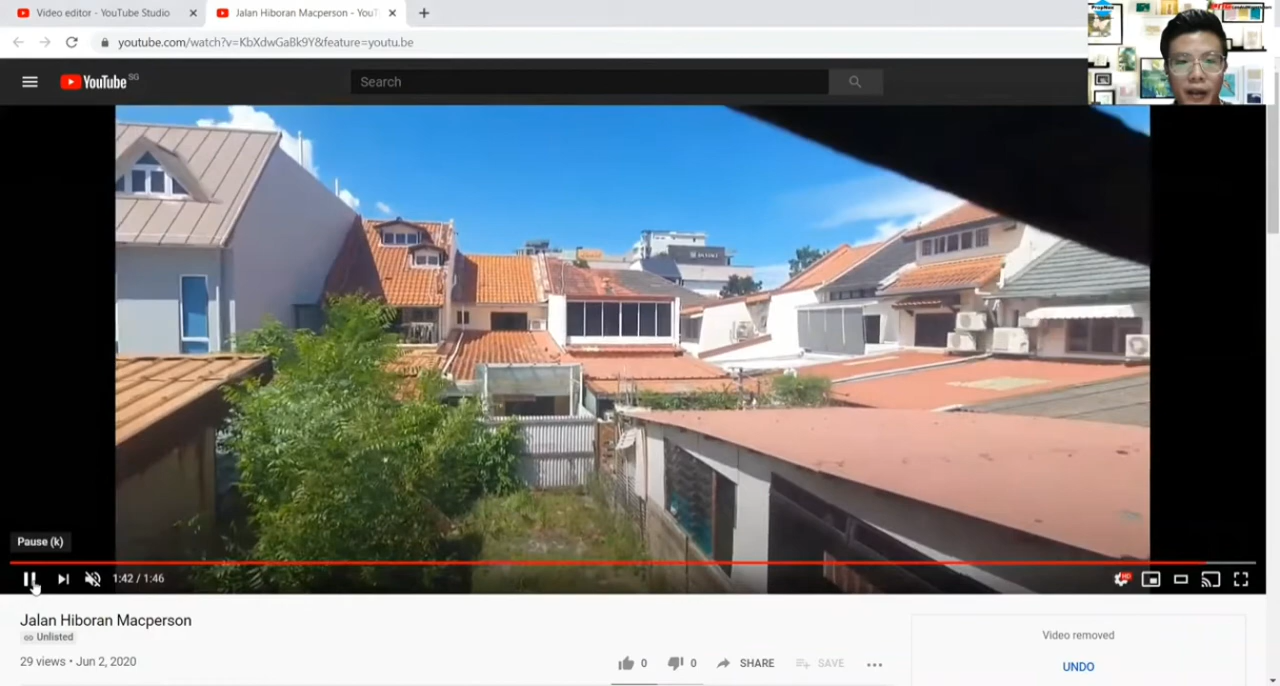 Video editor - YouTube Studio
Jalan Hiboran Macperson - YouT
youtube.com/watch?v=KbXdwGaBk9Y&feature=youtu.be
YouTube SG
Search
PropNex
Pause (k)
1:42 / 1:46
HD
Jalan Hiboran Macperson
Unlisted
29 views • Jun 2, 2020
0
0
SHARE
SAVE
Video removed
UNDO